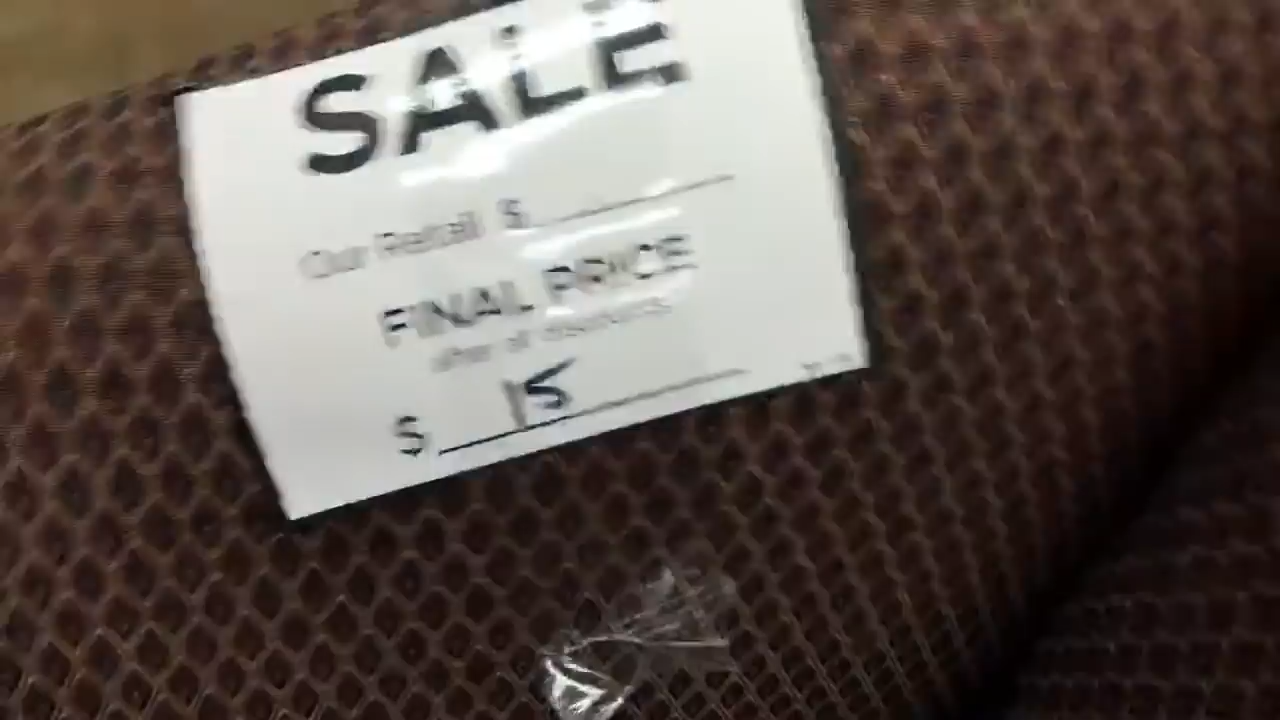 SALE
Our Retail $
FINAL PRICE
after all discounts
$ 15